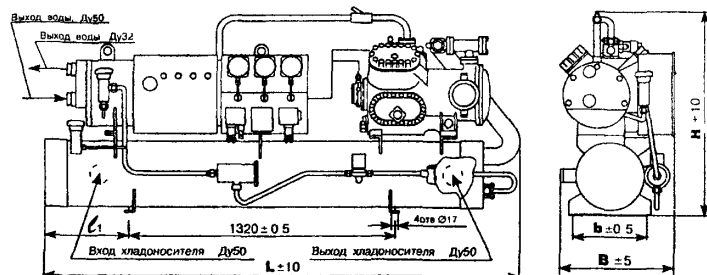 Выход воды, Ду50
Выход воды Ду32
H ÷ 10
ℓ₁
1320 ± 0 5
4отв Ø17
b ± 0 5
Вход хладоносителя Ду50
Выход хладоносителя Ду50
B ± 5
L ± 10